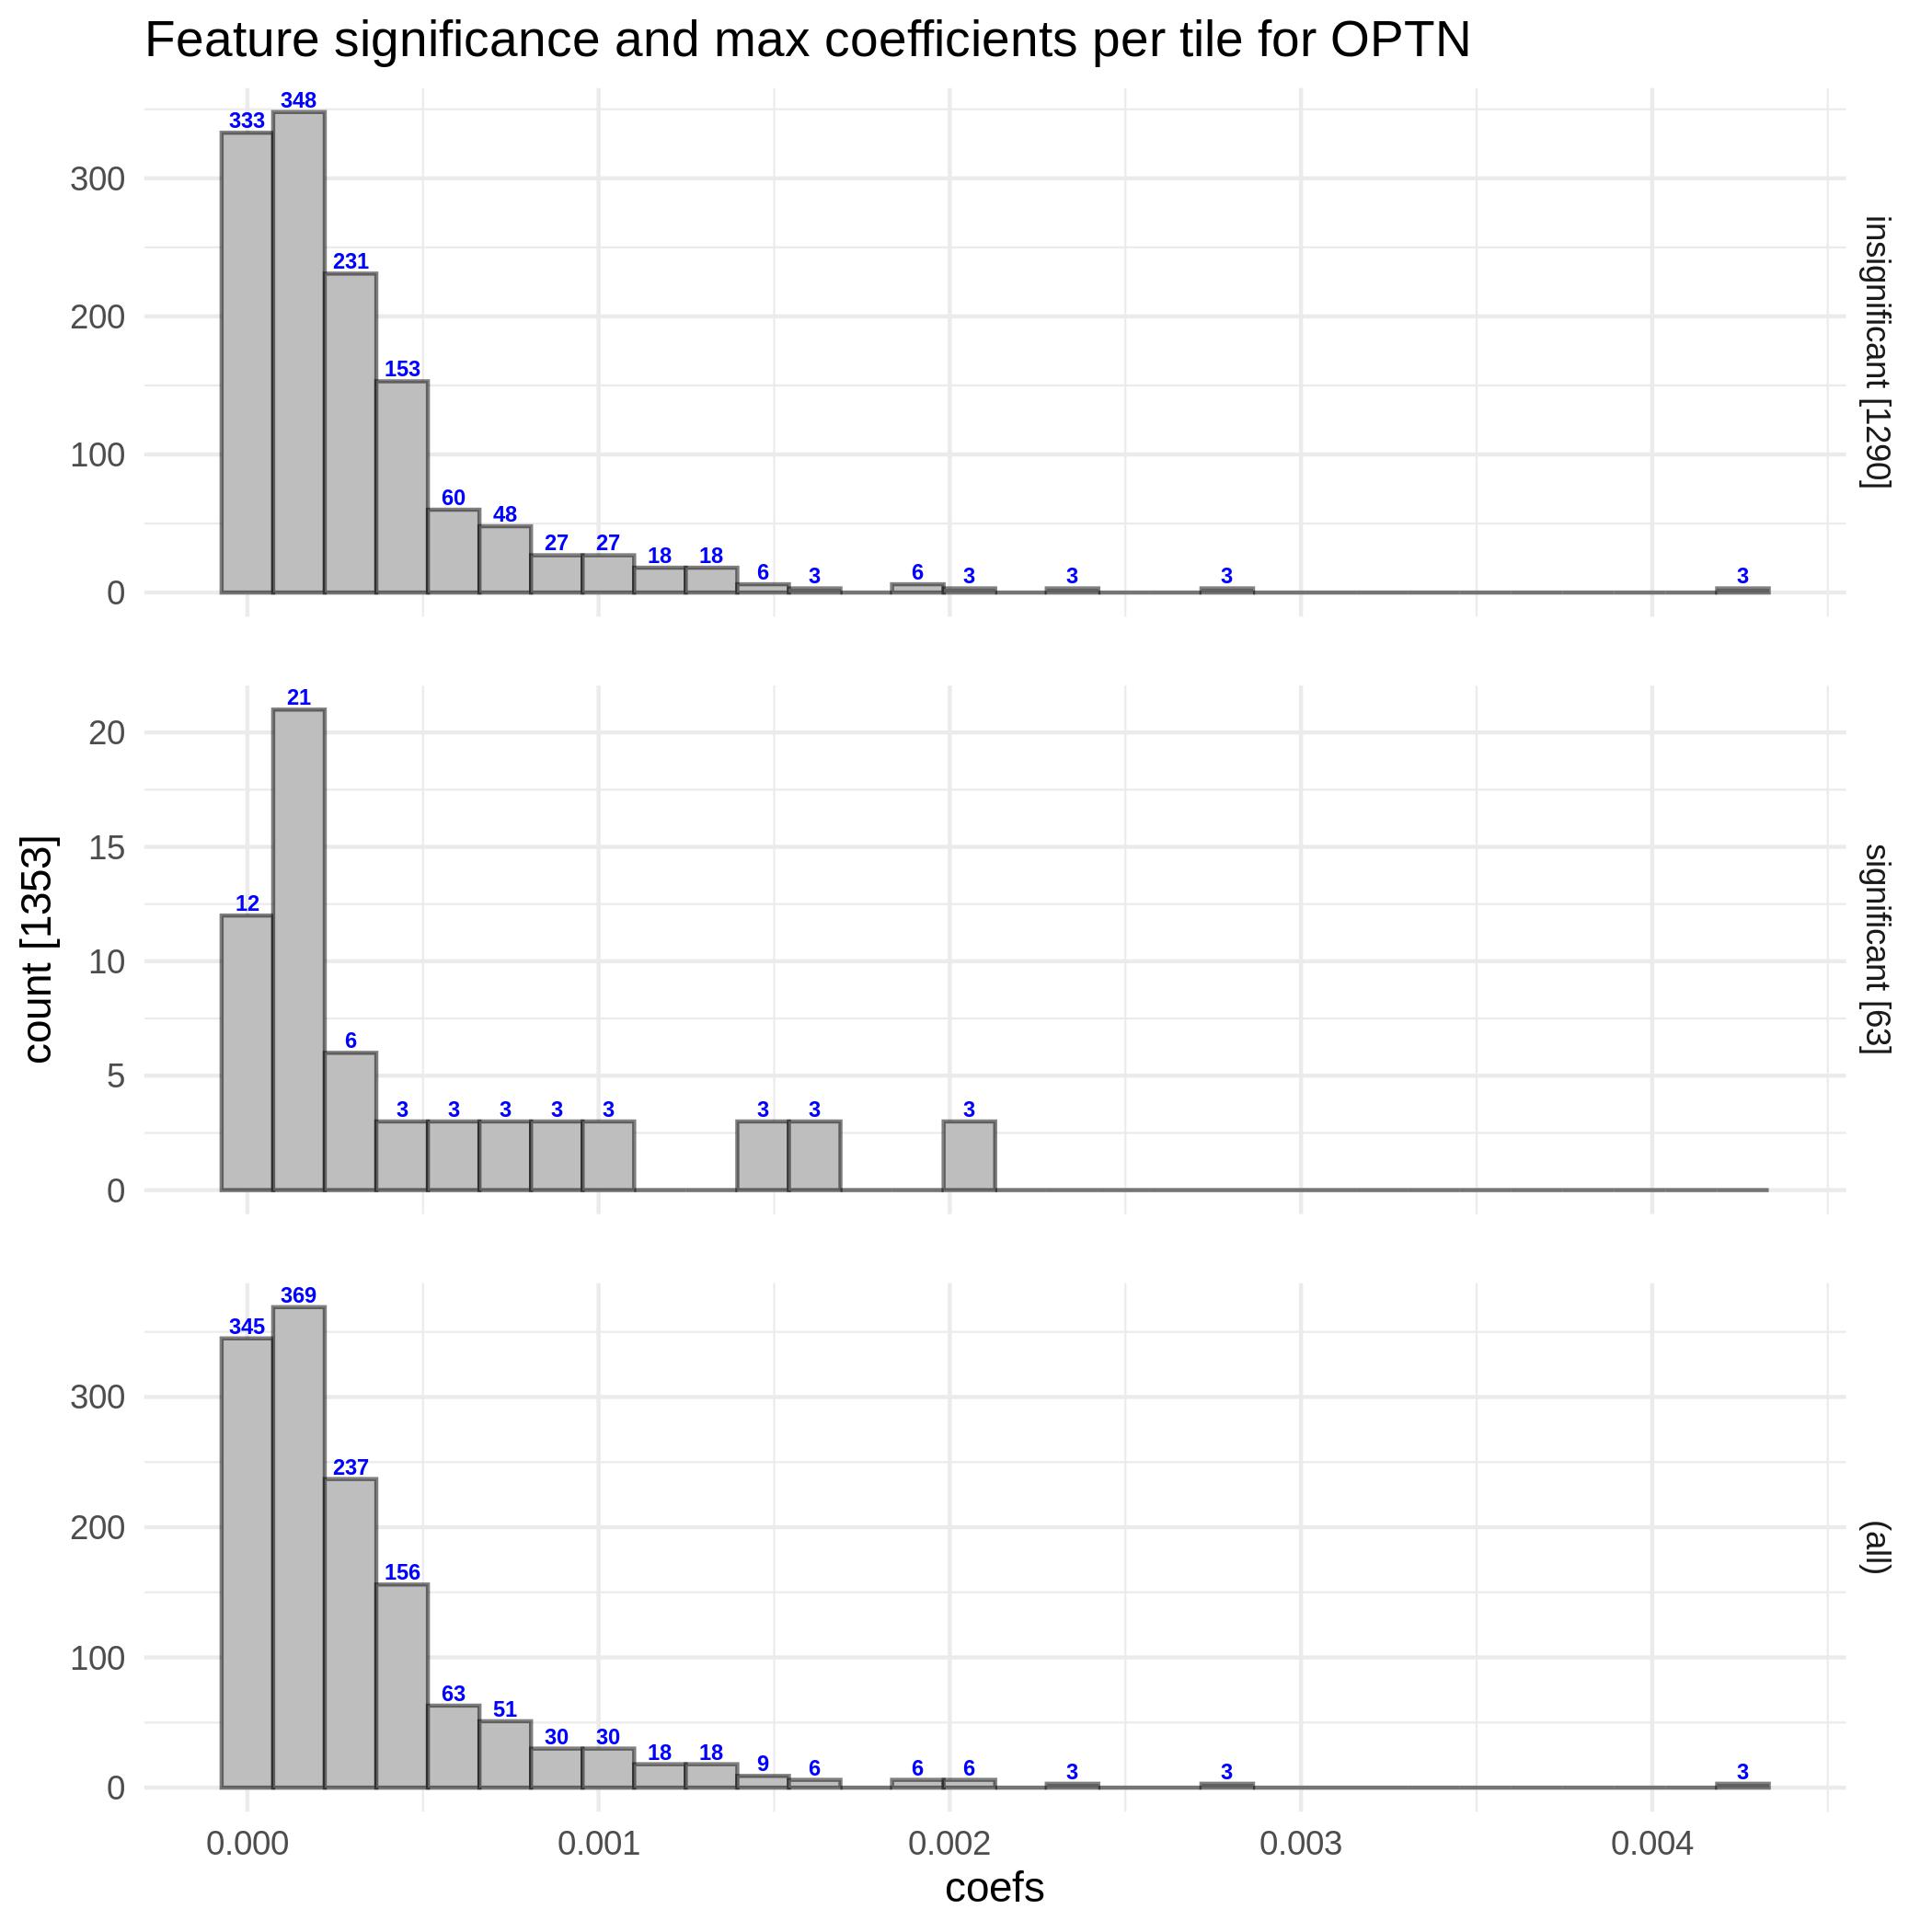 Feature significance and max coefficients per tile for OPTN
333 348 231 153 60 48 27 27 18 18 6 3 6 3 3 3 3
300
200
100
0
insignificant [1290]
12 21 6 3 3 3 3 3 3 3 3
20
15
10
5
0
significant [63]
count [1353]
345 369 237 156 63 51 30 30 18 18 9 6 6 6 3 3 3
300
200
100
0
(all)
0.000 0.001 0.002 0.003 0.004
coefs